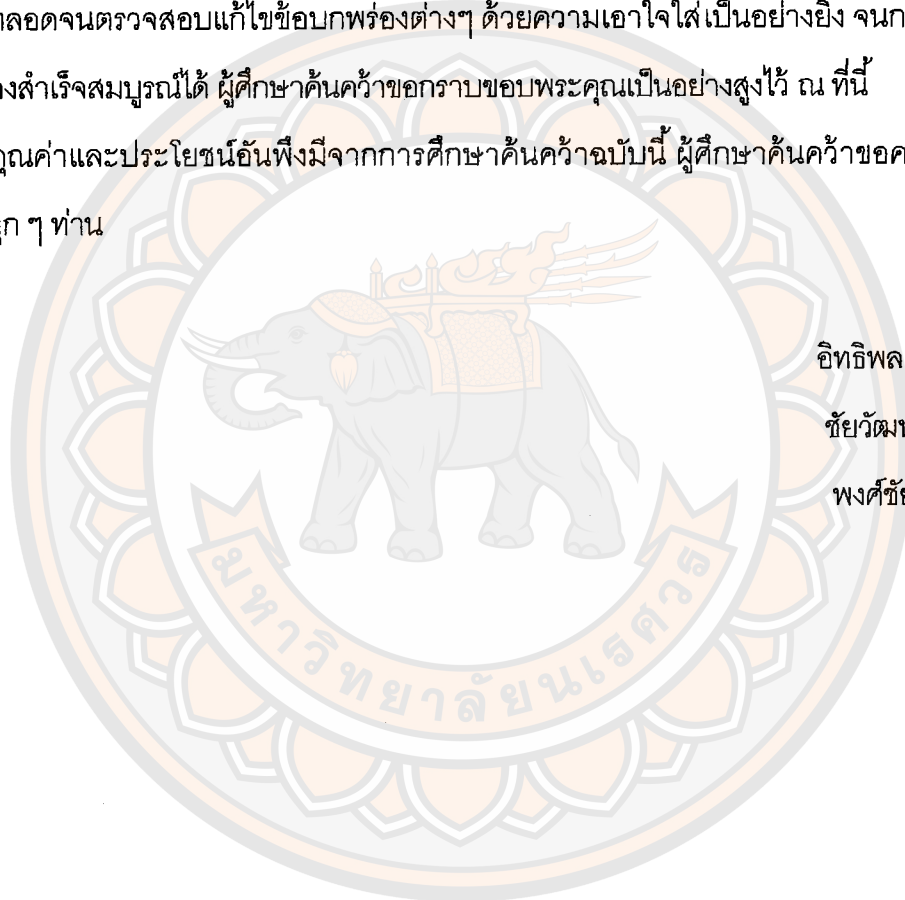 ตลอดจนตรวจสอบแก้ไขข้อบกพร่องต่างๆ ด้วยความเอาใจใส่เป็นอย่างยิ่ง
สำเร็จสมบูรณ์ได้ ผู้ศึกษาค้นคว้าขอกราบขอบพระคุณเป็นอย่างสูงไว้ ณ ที่นี้
คุณค่าและประโยชน์อันพึงมีจากการศึกษาค้นคว้าฉบับนี้ ผู้ศึกษาค้นคว้าขอ
ทุก ๆ ท่าน
อิทธิพล
ชัยวัฒน
พงศ์ชัย
มหาวิทยาลัยนเรศวร